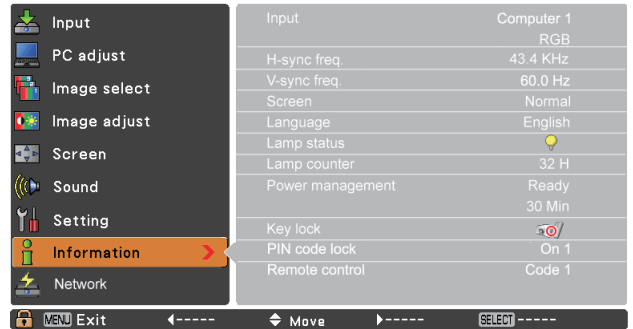 Input
PC adjust
Image select
Image adjust
Screen
Sound
Setting
Information
Network
Input Computer 1
RGB
H-sync freq. 43.4 KHz
V-sync freq. 60.0 Hz
Screen Normal
Language English
Lamp status
Lamp counter 32 H
Power management Ready
30 Min
Key lock
PIN code lock On 1
Remote control Code 1
MENU Exit ----- Move ----- SELECT -----